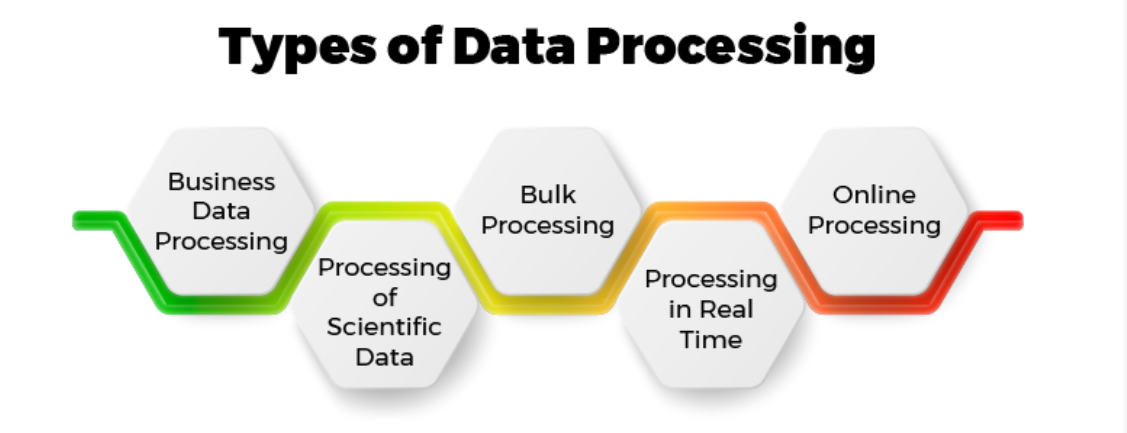 Types of Data Processing
Business
Data
Processing
Processing
of
Scientific
Data
Bulk
Processing
Processing
in Real
Time
Online
Processing